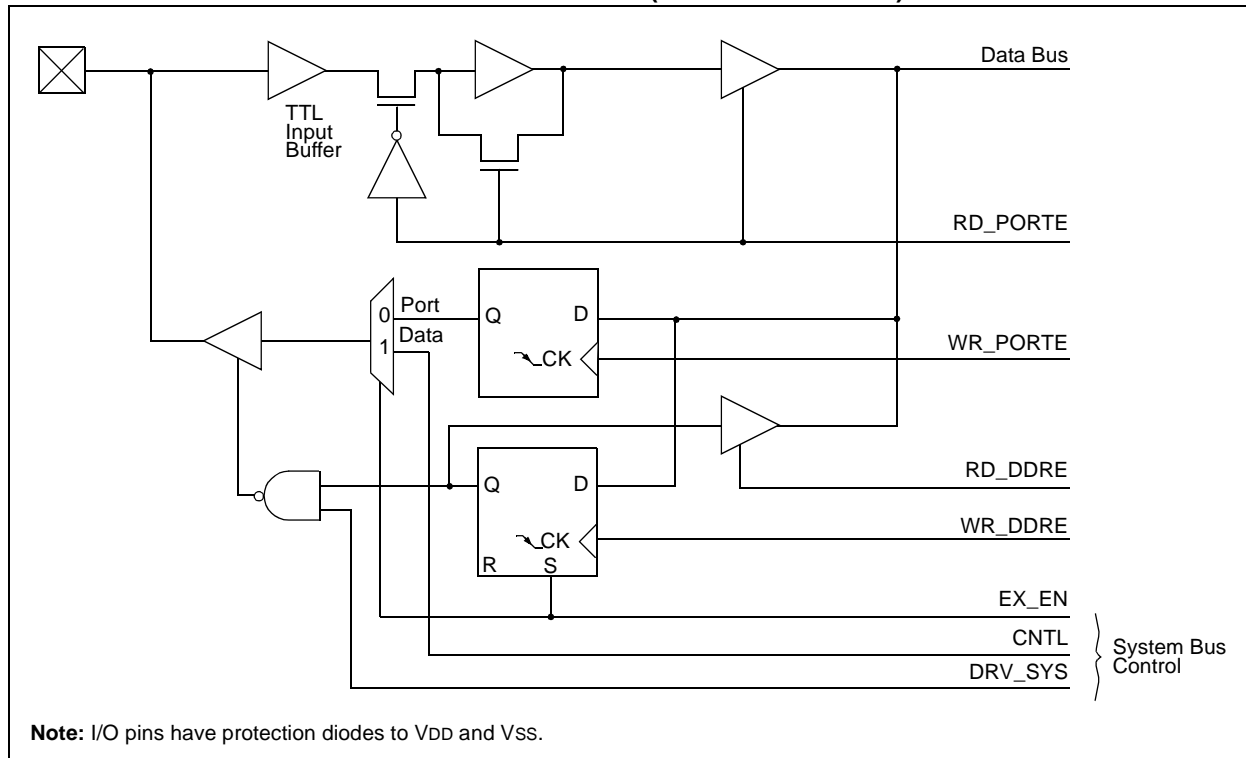 Data Bus
TTL
Input
Buffer
RD_PORTE
0
Port
Data
1
Q
D
CK
WR_PORTE
Q
D
RD_DDRE
CK
WR_DDRE
R
S
EX_EN
CNTL
DRV_SYS
System Bus
Control
Note: I/O pins have protection diodes to VDD and VSS.